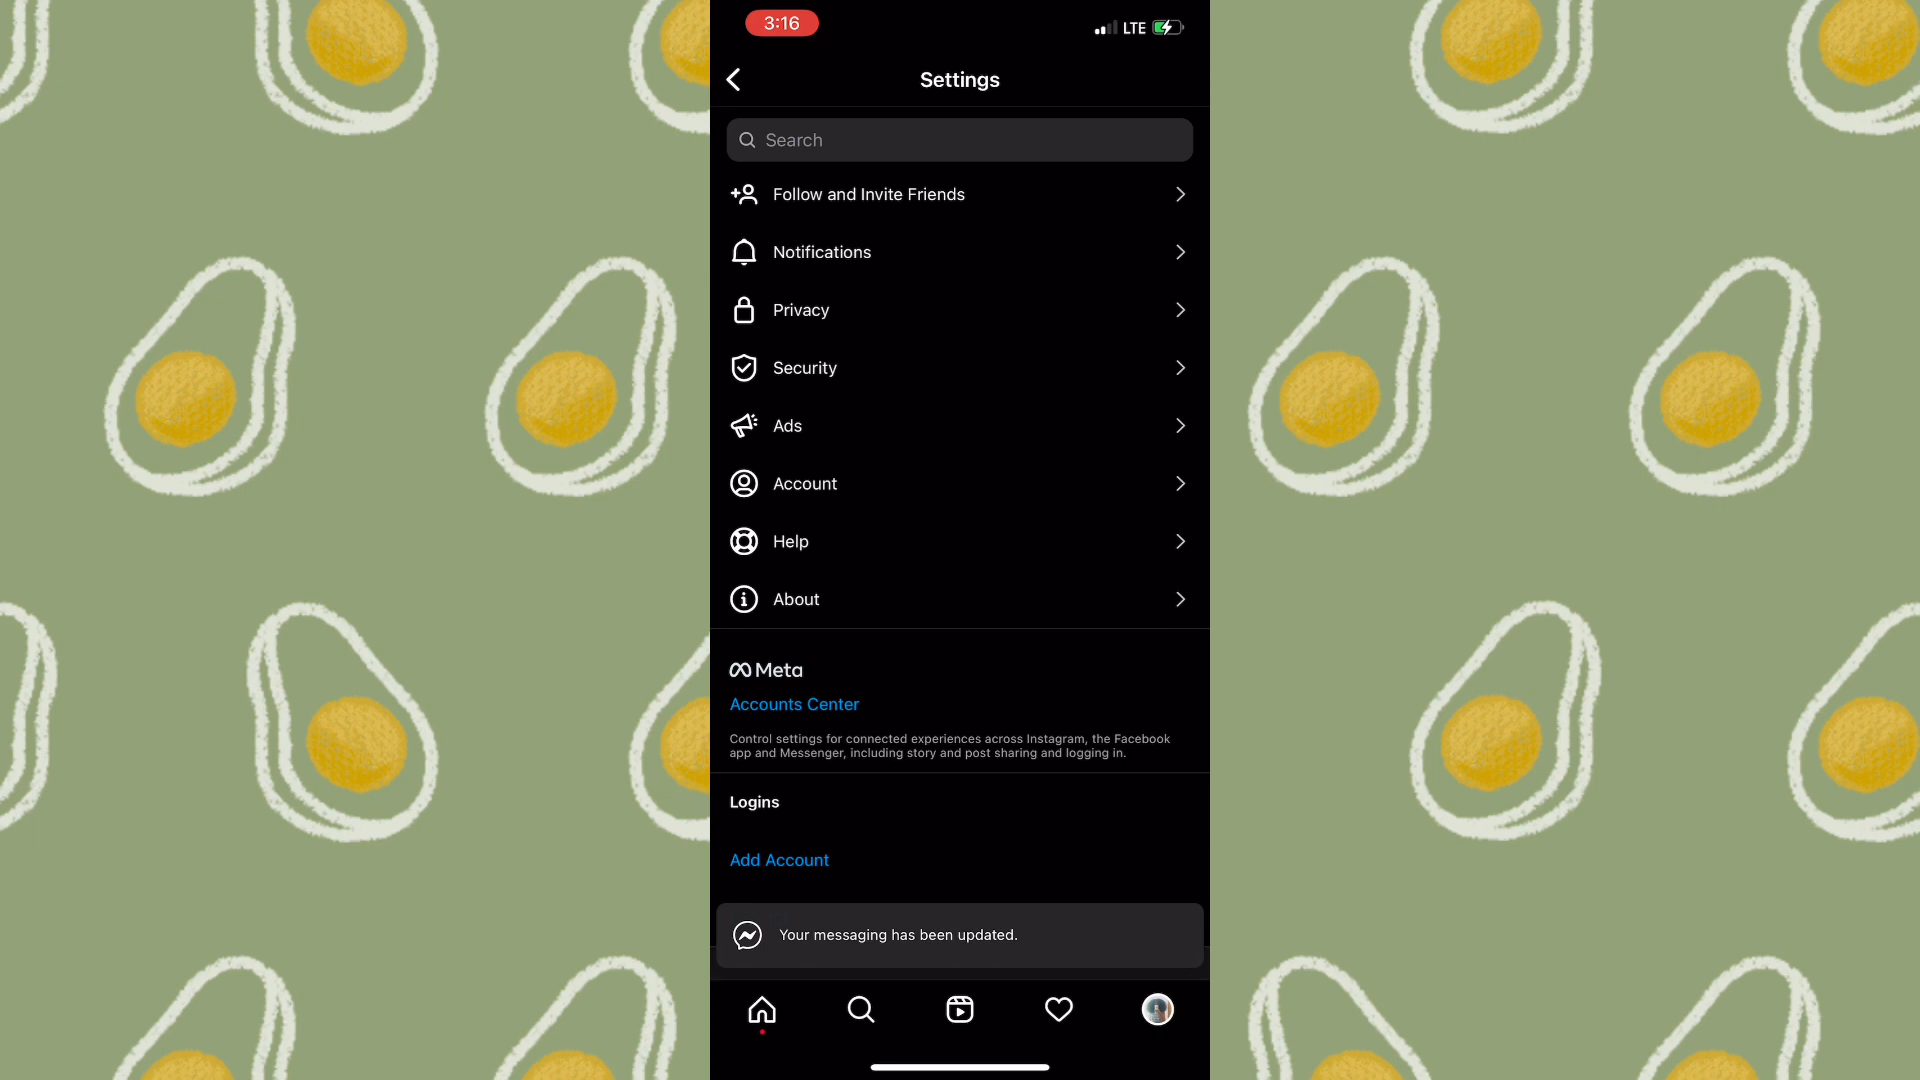 3:16
LTE
Settings
Search
Follow and Invite Friends
Notifications
Privacy
Security
Ads
Account
Help
About
Meta
Accounts Center
Control settings for connected experiences across Instagram, the Facebook
app and Messenger, including story and post sharing and logging in.
Logins
Add Account
Your messaging has been updated.